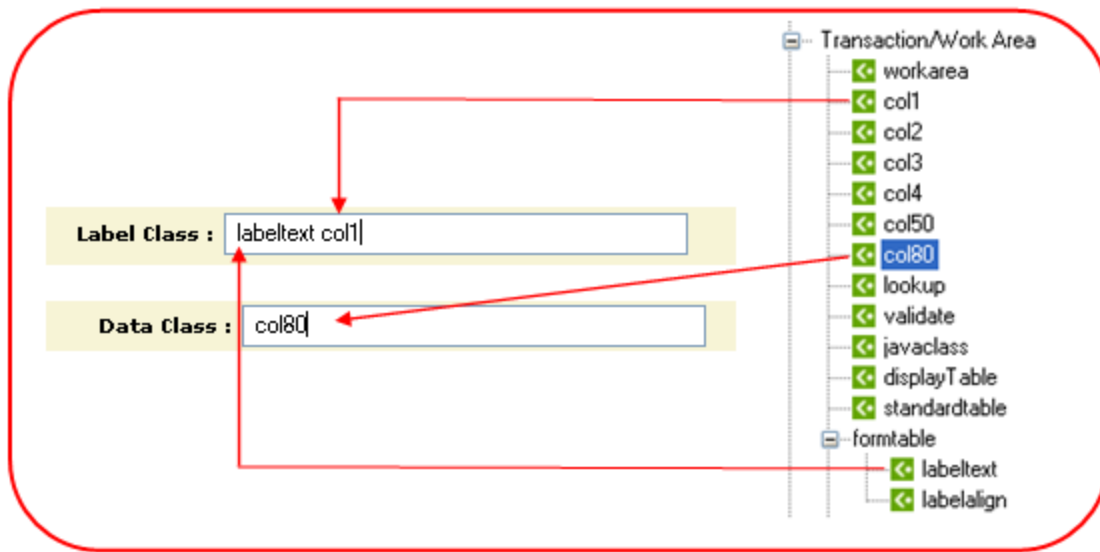 Label Class : labeltext col1
Data Class : col80
Transaction/Work Area
workarea
col1
col2
col3
col4
col50
col80
lookup
validate
javaclass
displayTable
standardtable
formtable
labeltext
labelalign